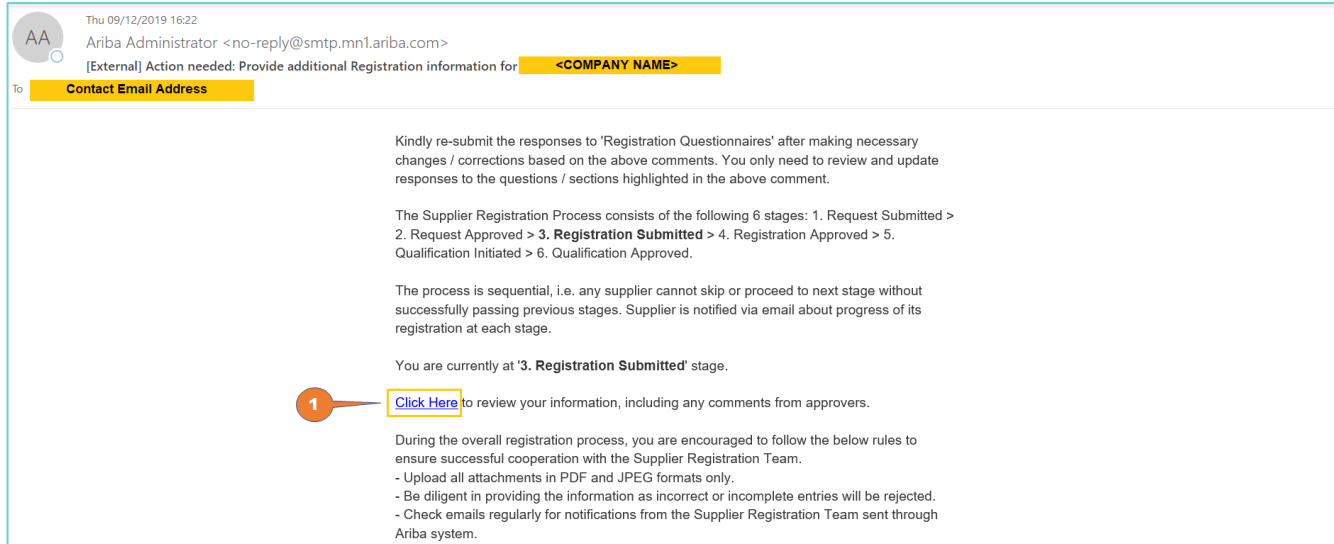 Thu 09/12/2019 16:22
AA
Ariba Administrator <no-reply@smtp.mn1.ariba.com>
[External] Action needed: Provide additional Registration information for <COMPANY NAME>
To Contact Email Address
Kindly re-submit the responses to 'Registration Questionnaires' after making necessary
changes / corrections based on the above comments. You only need to review and update
responses to the questions / sections highlighted in the above comment.
The Supplier Registration Process consists of the following 6 stages: 1. Request Submitted >
2. Request Approved > 3. Registration Submitted > 4. Registration Approved > 5.
Qualification Initiated > 6. Qualification Approved.
The process is sequential, i.e. any supplier cannot skip or proceed to next stage without
successfully passing previous stages. Supplier is notified via email about progress of its
registration at each stage.
You are currently at '3. Registration Submitted' stage.
1 Click Here to review your information, including any comments from approvers.
During the overall registration process, you are encouraged to follow the below rules to
ensure successful cooperation with the Supplier Registration Team.
- Upload all attachments in PDF and JPEG formats only.
- Be diligent in providing the information as incorrect or incomplete entries will be rejected.
- Check emails regularly for notifications from the Supplier Registration Team sent through
Ariba system.